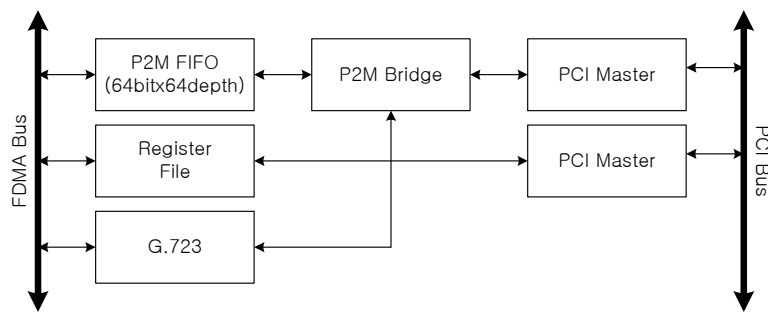 FDMA Bus
P2M FIFO
(64bitx64depth)
P2M Bridge
PCI Master
Register
File
PCI Master
G.723
PCI Bus